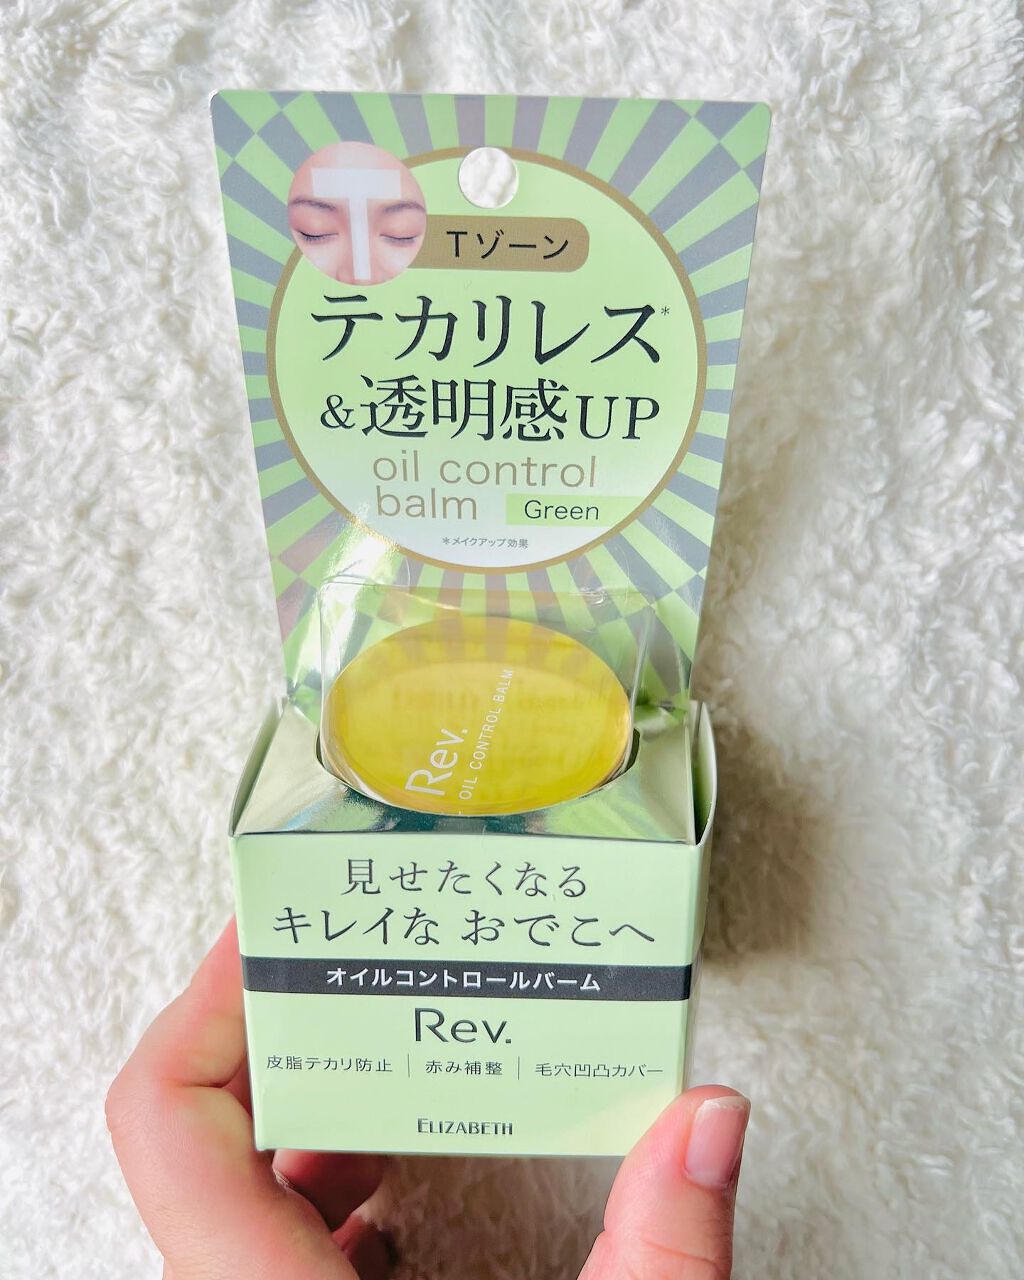 T
Tゾーン
テカリレス*
&透明感UP
oil control
balm Green
*メイクアップ効果
Rev.
OIL CONTROL BALM
見せたくなる
キレイな おでこへ
オイルコントロールバーム
Rev.
皮脂テカリ防止 | 赤み補整 | 毛穴凹凸カバー
ELIZABETH